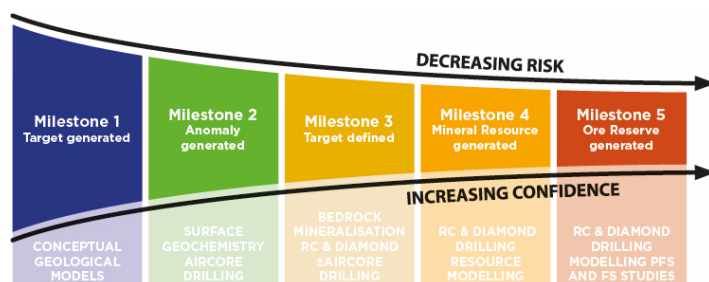 DECREASING RISK
Milestone 1
Target generated
Milestone 2
Anomaly
generated
Milestone 3
Target defined
Milestone 4
Mineral Resource
generated
Milestone 5
Ore Reserve
generated
INCREASING CONFIDENCE
CONCEPTUAL
GEOLOGICAL
MODELS
SURFACE
GEOCHEMISTRY
AIRCORE
DRILLING
BEDROCK
MINERALISATION
RC & DIAMOND
±AIRCORE
DRILLING
RC & DIAMOND
DRILLING
RESOURCE
MODELLING
RC & DIAMOND
DRILLING
MODELLING PFS
AND FS STUDIES